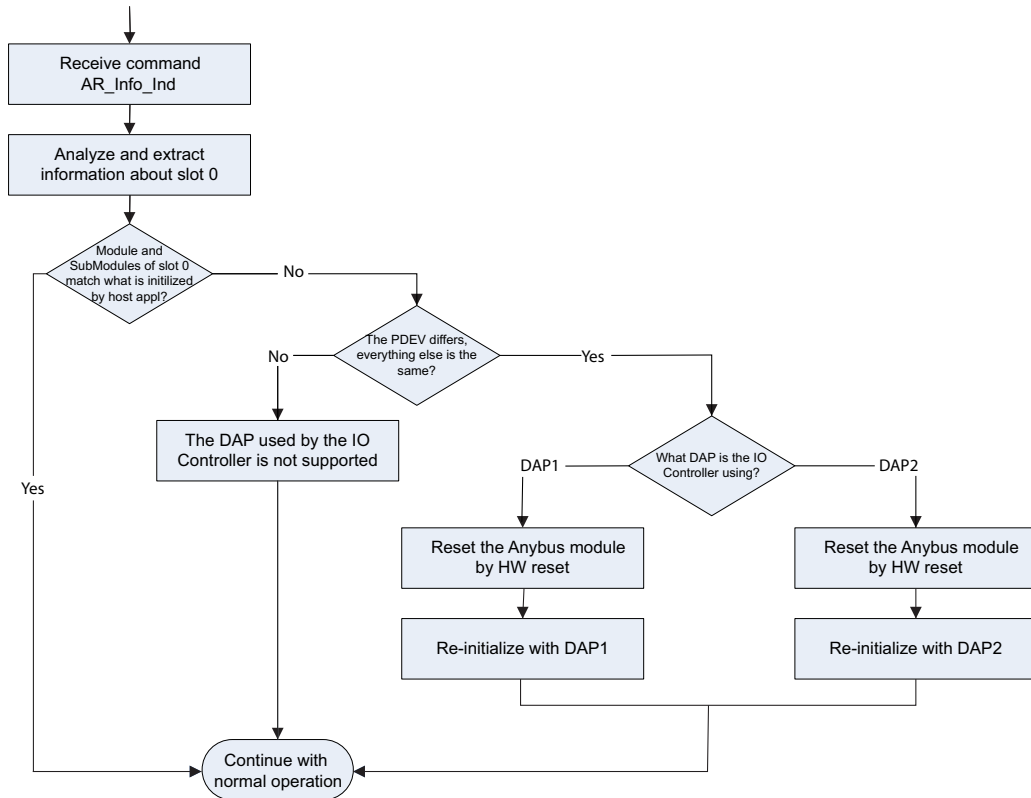 Receive command
AR_Info_Ind
Analyze and extract
information about slot 0
Module and
SubModules of slot 0
match what is initilized
by host appl?
No
The PDEV differs,
everything else is the
same?
No
Yes
The DAP used by the IO
Controller is not supported
What DAP is the IO
Controller using?
DAP1
DAP2
Yes
Reset the Anybus module
by HW reset
Reset the Anybus module
by HW reset
Re-initialize with DAP1
Re-initialize with DAP2
Continue with
normal operation